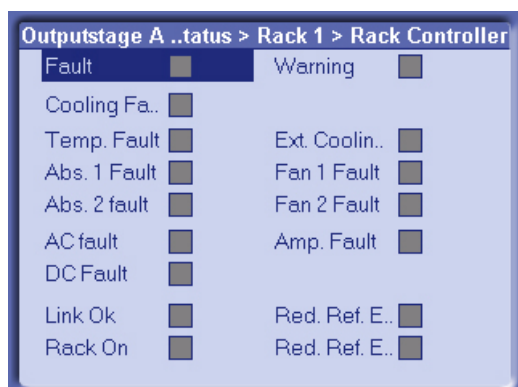 Outputstage A ..tatus > Rack 1 > Rack Controller
Fault Warning
Cooling Fa..
Temp. Fault Ext. Coolin..
Abs. 1 Fault Fan 1 Fault
Abs. 2 fault Fan 2 Fault
AC fault Amp. Fault
DC Fault
Link Ok Red. Ref. E..
Rack On Red. Ref. E..